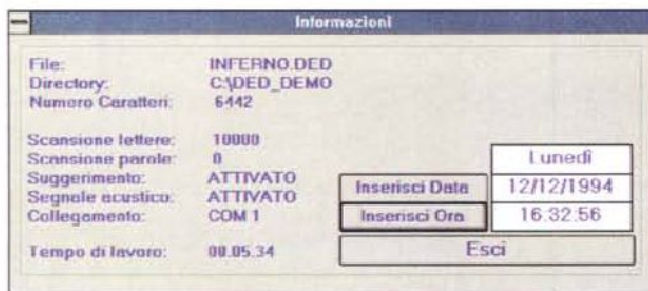 Informazioni
File: INFERNO.DED
Directory: C:\DED_DEMO
Numero Caratteri: 6442
Scansione lettere: 10000
Scansione parole: 0
Suggerimento: ATTIVATO
Segnale acustico: ATTIVATO
Collegamento: COM 1
Tempo di lavoro: 00.05.34
Lunedì
Inserisci Data 12/12/1994
Inserisci Ora 16.32.56
Esci